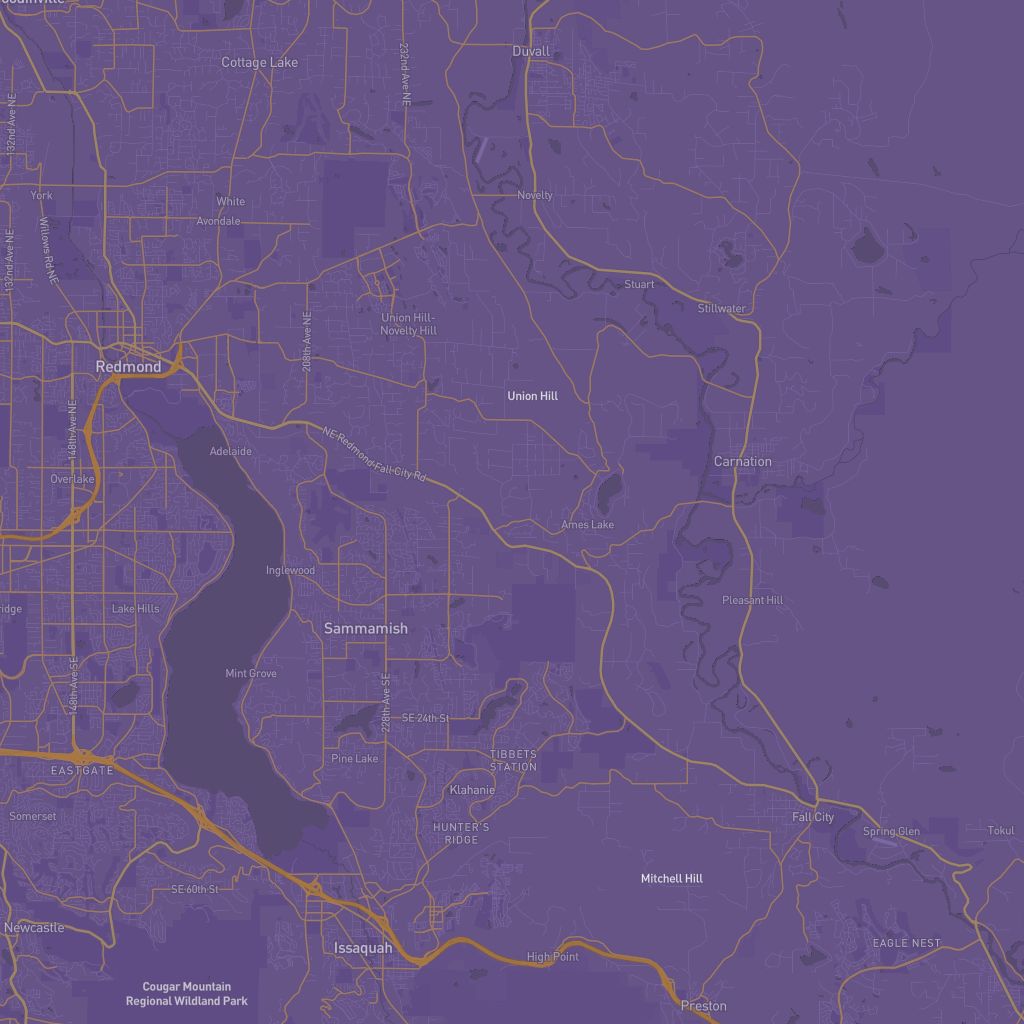 Cottage Lake
232nd Ave NE
Duvall
132nd Ave NE
York
White
Novelty
Avondale
Willows Rd NE
132nd Ave NE
Stuart
Stillwater
Union Hill-
Novelty Hill
208th Ave NE
Redmond
Union Hill
148th Ave NE
NE Redmond-Fall City Rd
Adelaide
Carnation
Overlake
Ames Lake
Inglewood
Pleasant Hill
ridge
Lake Hills
Sammamish
Mint Grove
148th Ave SE
228th Ave SE
SE 24th St
Pine Lake
TIBBETS
STATION
EASTGATE
Klahanie
Somerset
Fall City
HUNTER'S
RIDGE
Spring Glen
Tokul
Mitchell Hill
SE 60th St
Newcastle
Issaquah
EAGLE NEST
High Point
Cougar Mountain
Regional Wildland Park
Preston